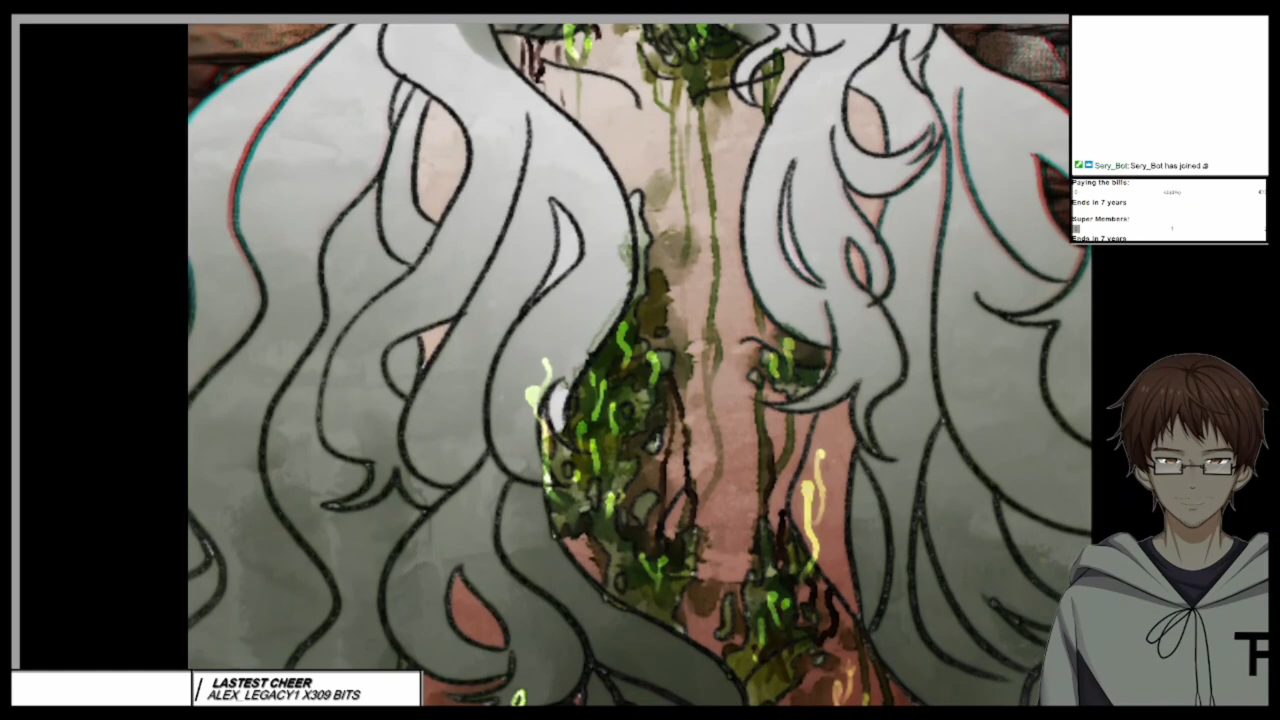 Sery_Bot: Sery_Bot has joined
Paying the bills:
Ends in 7 years
Super Members:
1
Ends in 7 years
LASTEST CHEER
ALEX_LEGACY1 X309 BITS